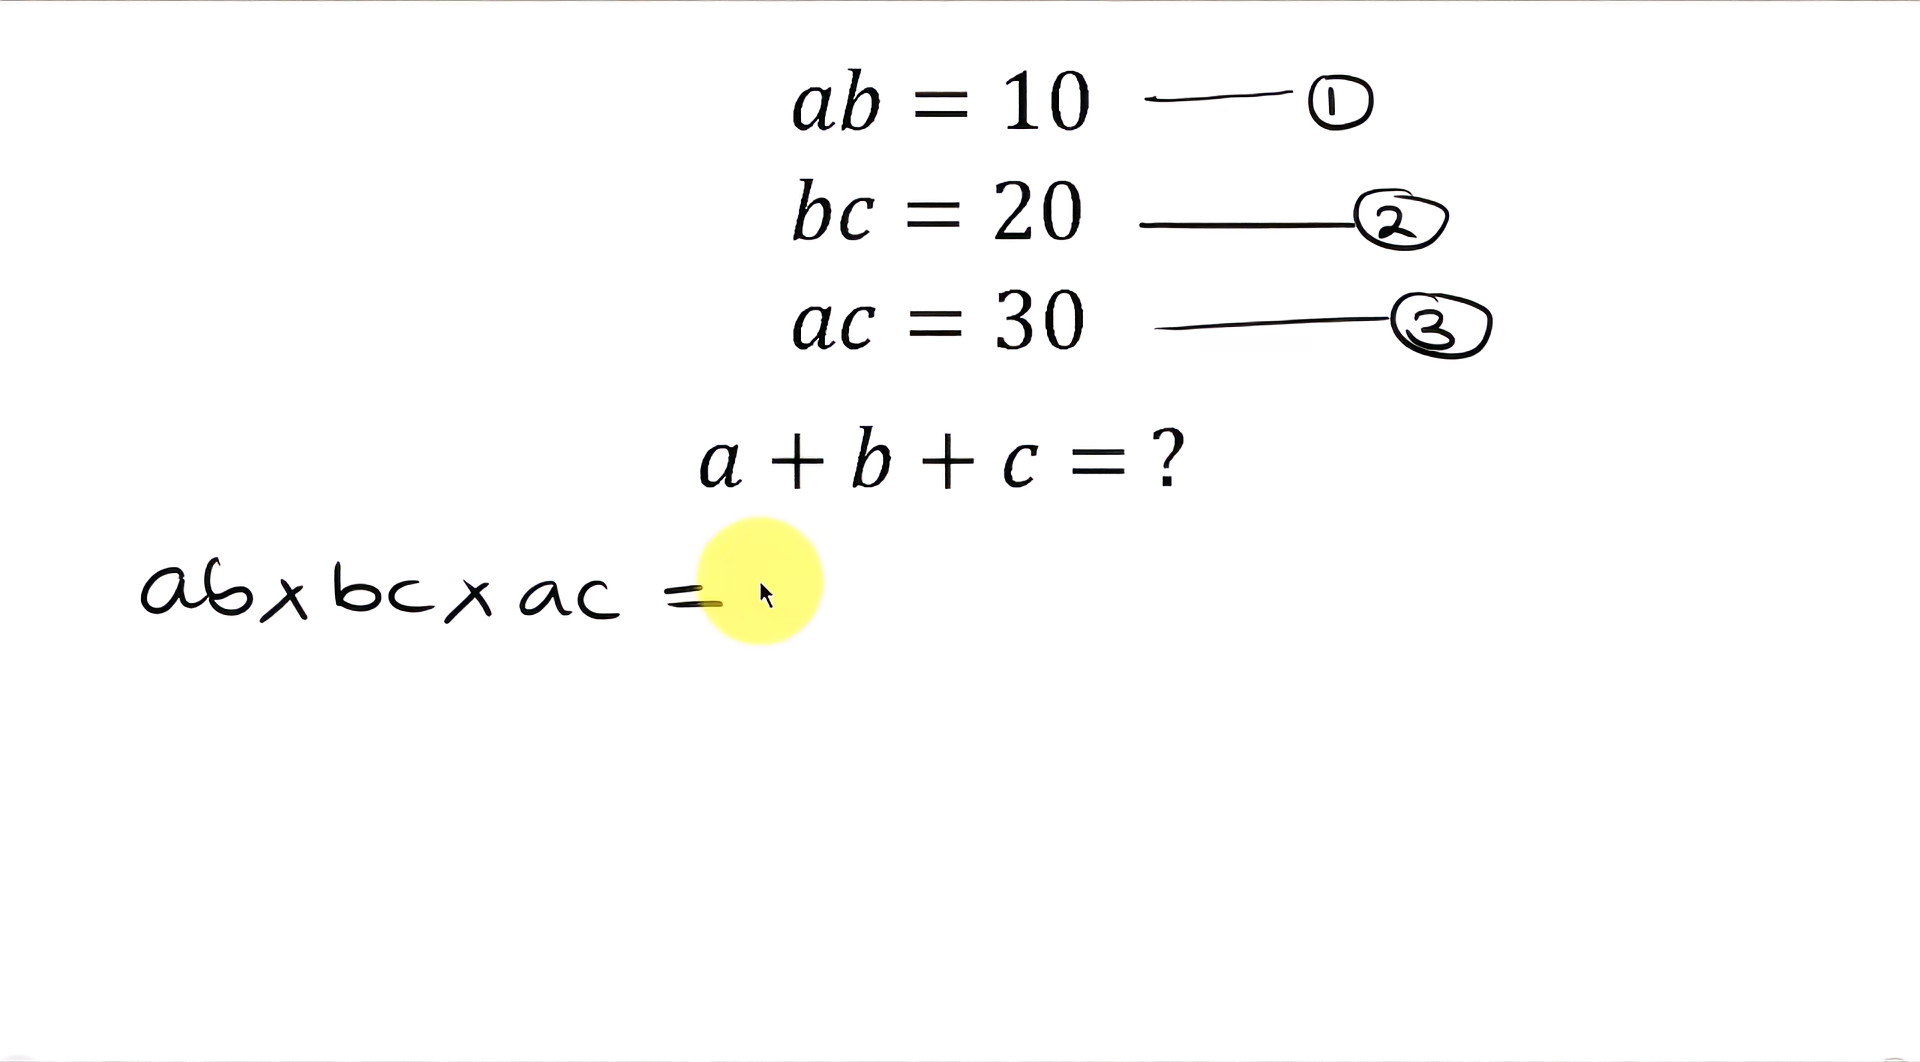 ab = 10 —— ①
bc = 20 —— ②
ac = 30 —— ③
a + b + c = ?
ab x bc x ac =